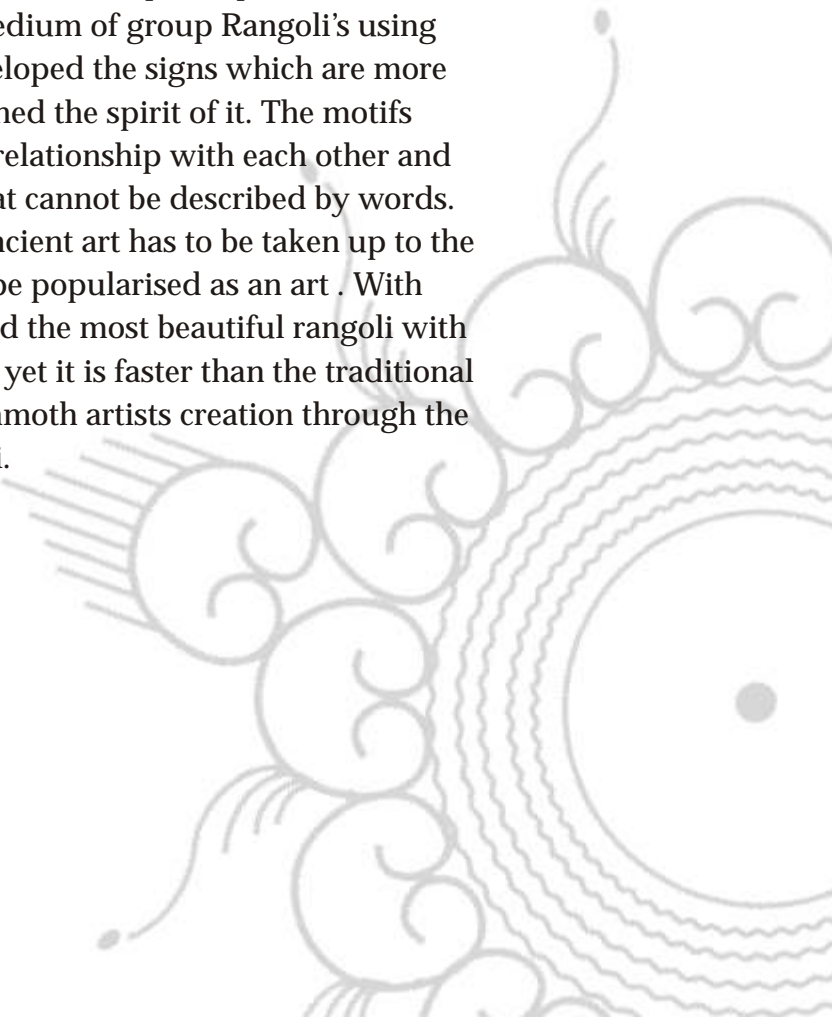 edium of group Rangoli’s using
eloped the signs which are more
ned the spirit of it. The motifs
relationship with each other and
at cannot be described by words.
ncient art has to be taken up to the
be popularised as an art . With
d the most beautiful rangoli with
yet it is faster than the traditional
mmoth artists creation through the
i.